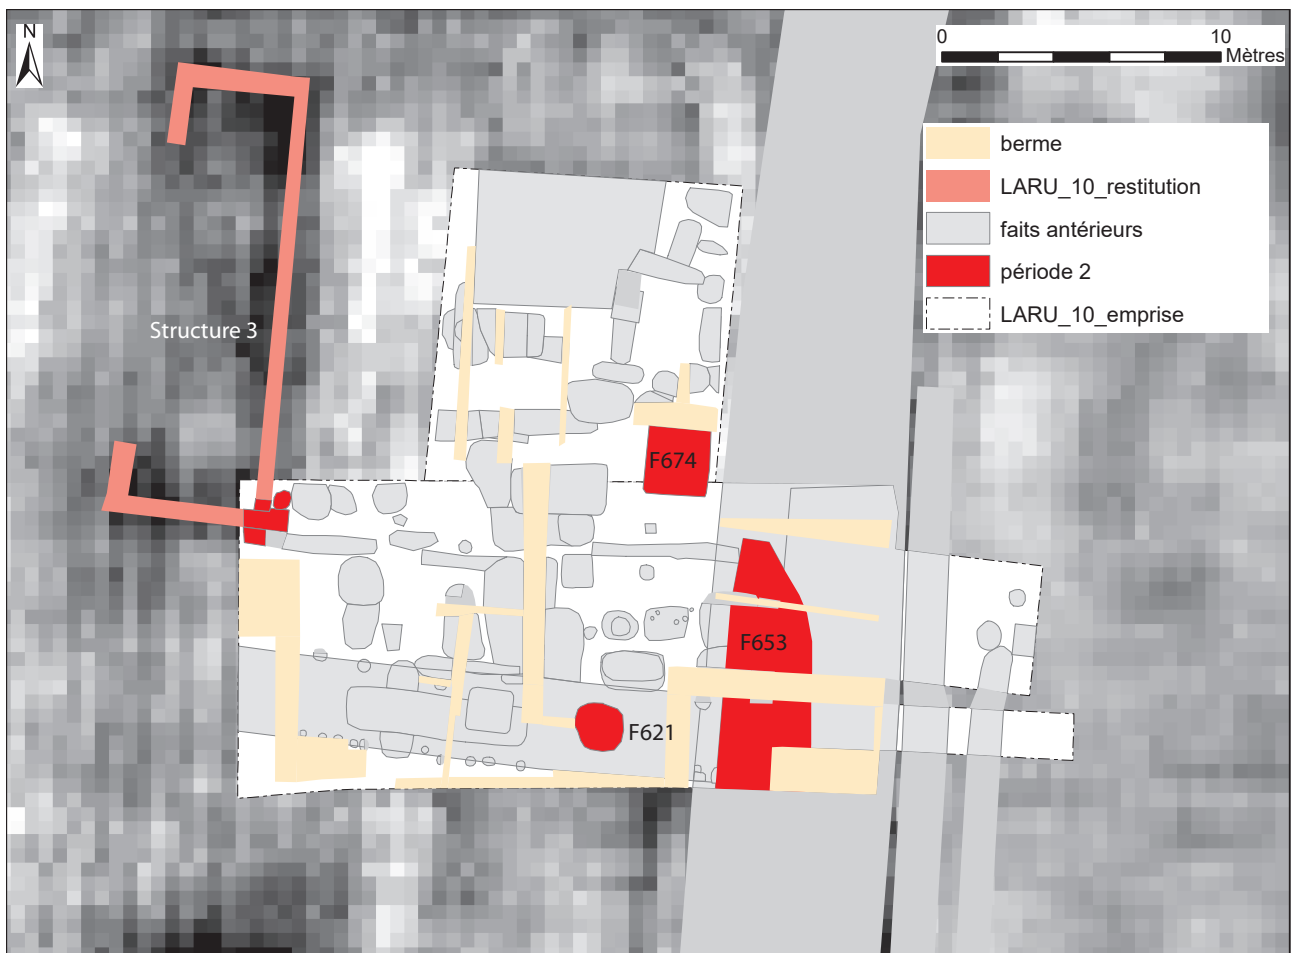 N
0 10
Mètres
berme
LARU_10_restitution
faits antérieurs
période 2
LARU_10_emprise
Structure 3
F674
F653
F621